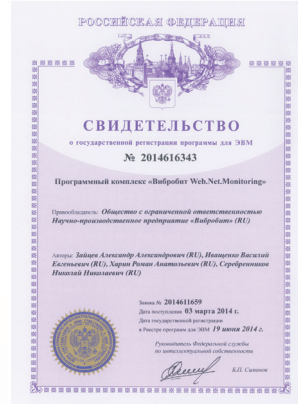 РОССИЙСКАЯ ФЕДЕРАЦИЯ
СВИДЕТЕЛЬСТВО
о государственной регистрации программы для ЭВМ
№ 2014616343
Программный комплекс «Вибробит Web.Net.Monitoring»
Правообладатель: Общество с ограниченной ответственностью
Научно-производственное предприятие «Вибробит» (RU)
Авторы: Зайцев Александр Александрович (RU), Иващенко Василий
Евгеньевич (RU), Харин Роман Анатольевич (RU), Серебренников
Николай Николаевич (RU)
Заявка № 2014611659
Дата поступления 03 марта 2014 г.
Дата государственной регистрации
в Реестре программ для ЭВМ 19 июня 2014 г.
Руководитель Федеральной службы
по интеллектуальной собственности
Б.П. Симонов